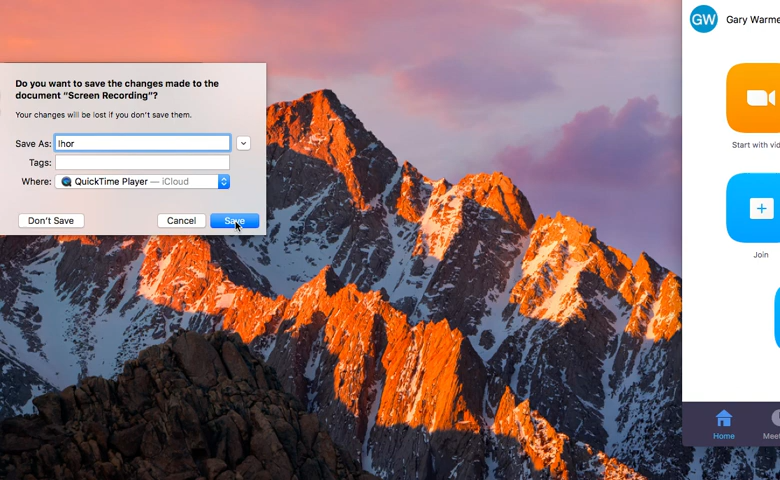 Do you want to save the changes made to the
document “Screen Recording”?
Your changes will be lost if you don’t save them.
Save As: Ihor
Tags:
Where: QuickTime Player — iCloud
Don’t Save
Cancel
Save
GW
Gary Warme
Start with vid
Join
Home
Meet